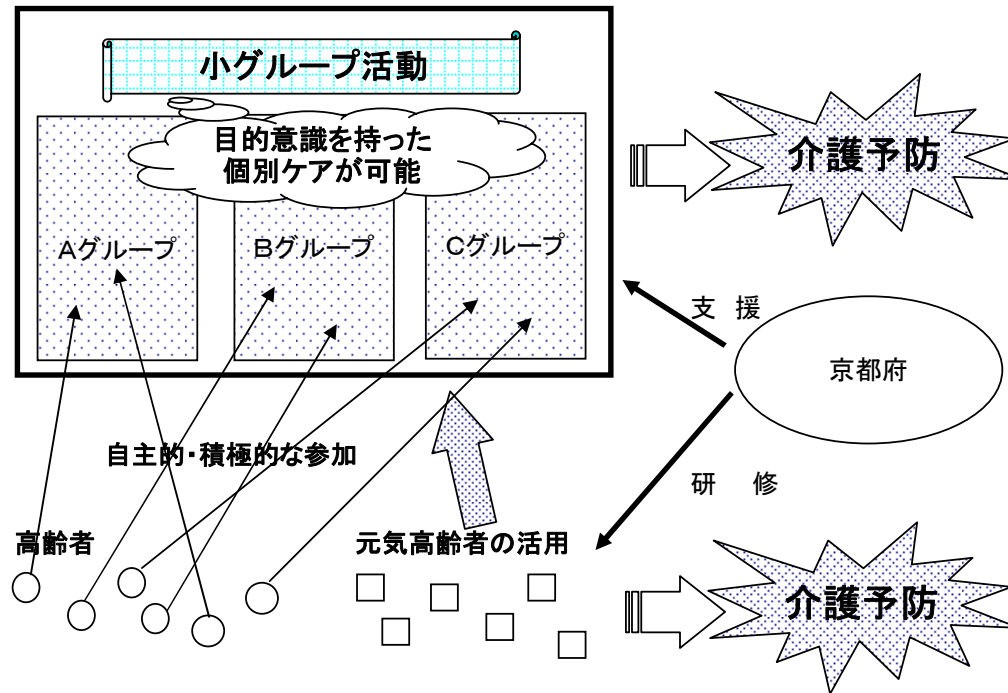 小グループ活動
目的意識を持った
個別ケアが可能
介護予防
Aグループ
Bグループ
Cグループ
支 援
京都府
自主的・積極的な参加
研 修
高齢者
元気高齢者の活用
介護予防